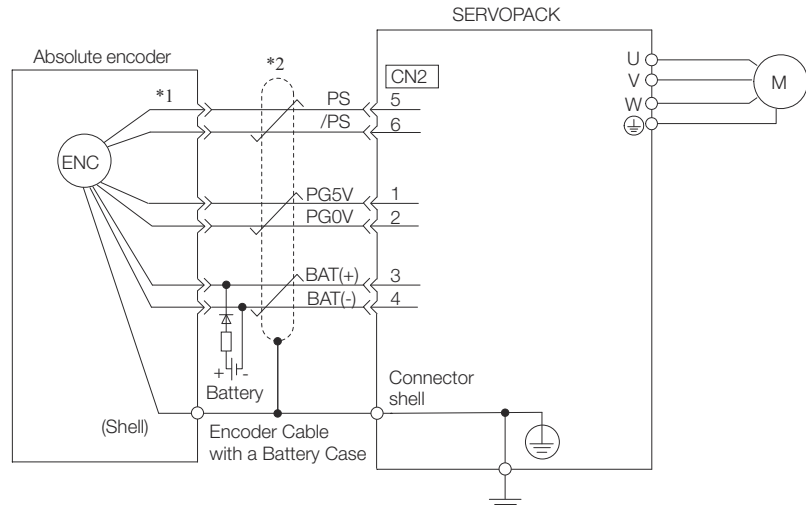 SERVOPACK
Absolute encoder
*1
*2
CN2
ENC
PS 5
/PS 6
PG5V 1
PG0V 2
BAT(+) 3
BAT(-) 4
U
V
W
M
+ -
Battery
(Shell)
Encoder Cable
with a Battery Case
Connector
shell